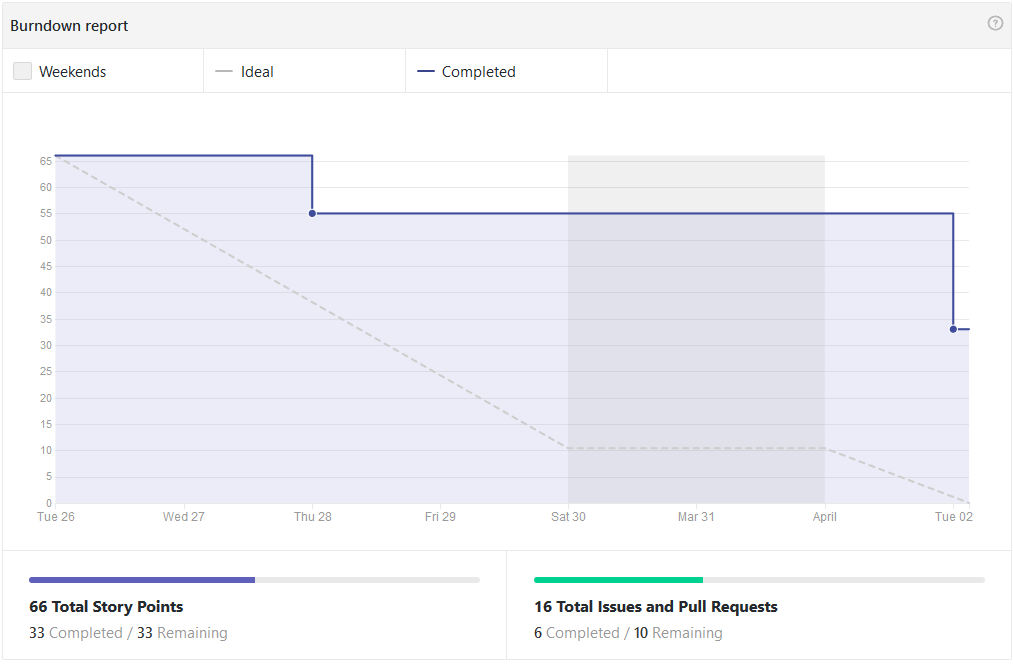 Burndown report ?
Weekends Ideal Completed
65
60
55
50
45
40
35
30
25
20
15
10
5
0
Tue 26 Wed 27 Thu 28 Fri 29 Sat 30 Mar 31 April Tue 02
66 Total Story Points
33 Completed / 33 Remaining
16 Total Issues and Pull Requests
6 Completed / 10 Remaining